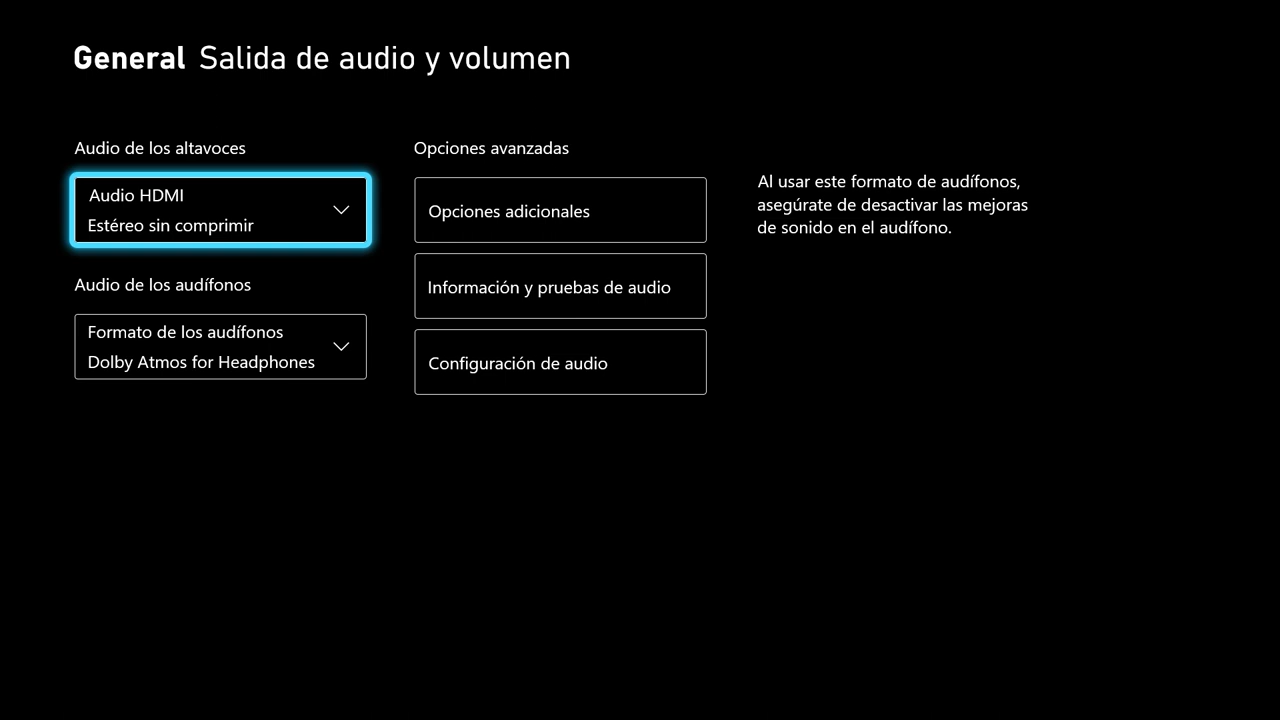 General Salida de audio y volumen
Audio de los altavoces
Audio HDMI
Estéreo sin comprimir
Audio de los audífonos
Formato de los audífonos
Dolby Atmos for Headphones
Opciones avanzadas
Opciones adicionales
Información y pruebas de audio
Configuración de audio
Al usar este formato de audífonos,
asegúrate de desactivar las mejoras
de sonido en el audífono.